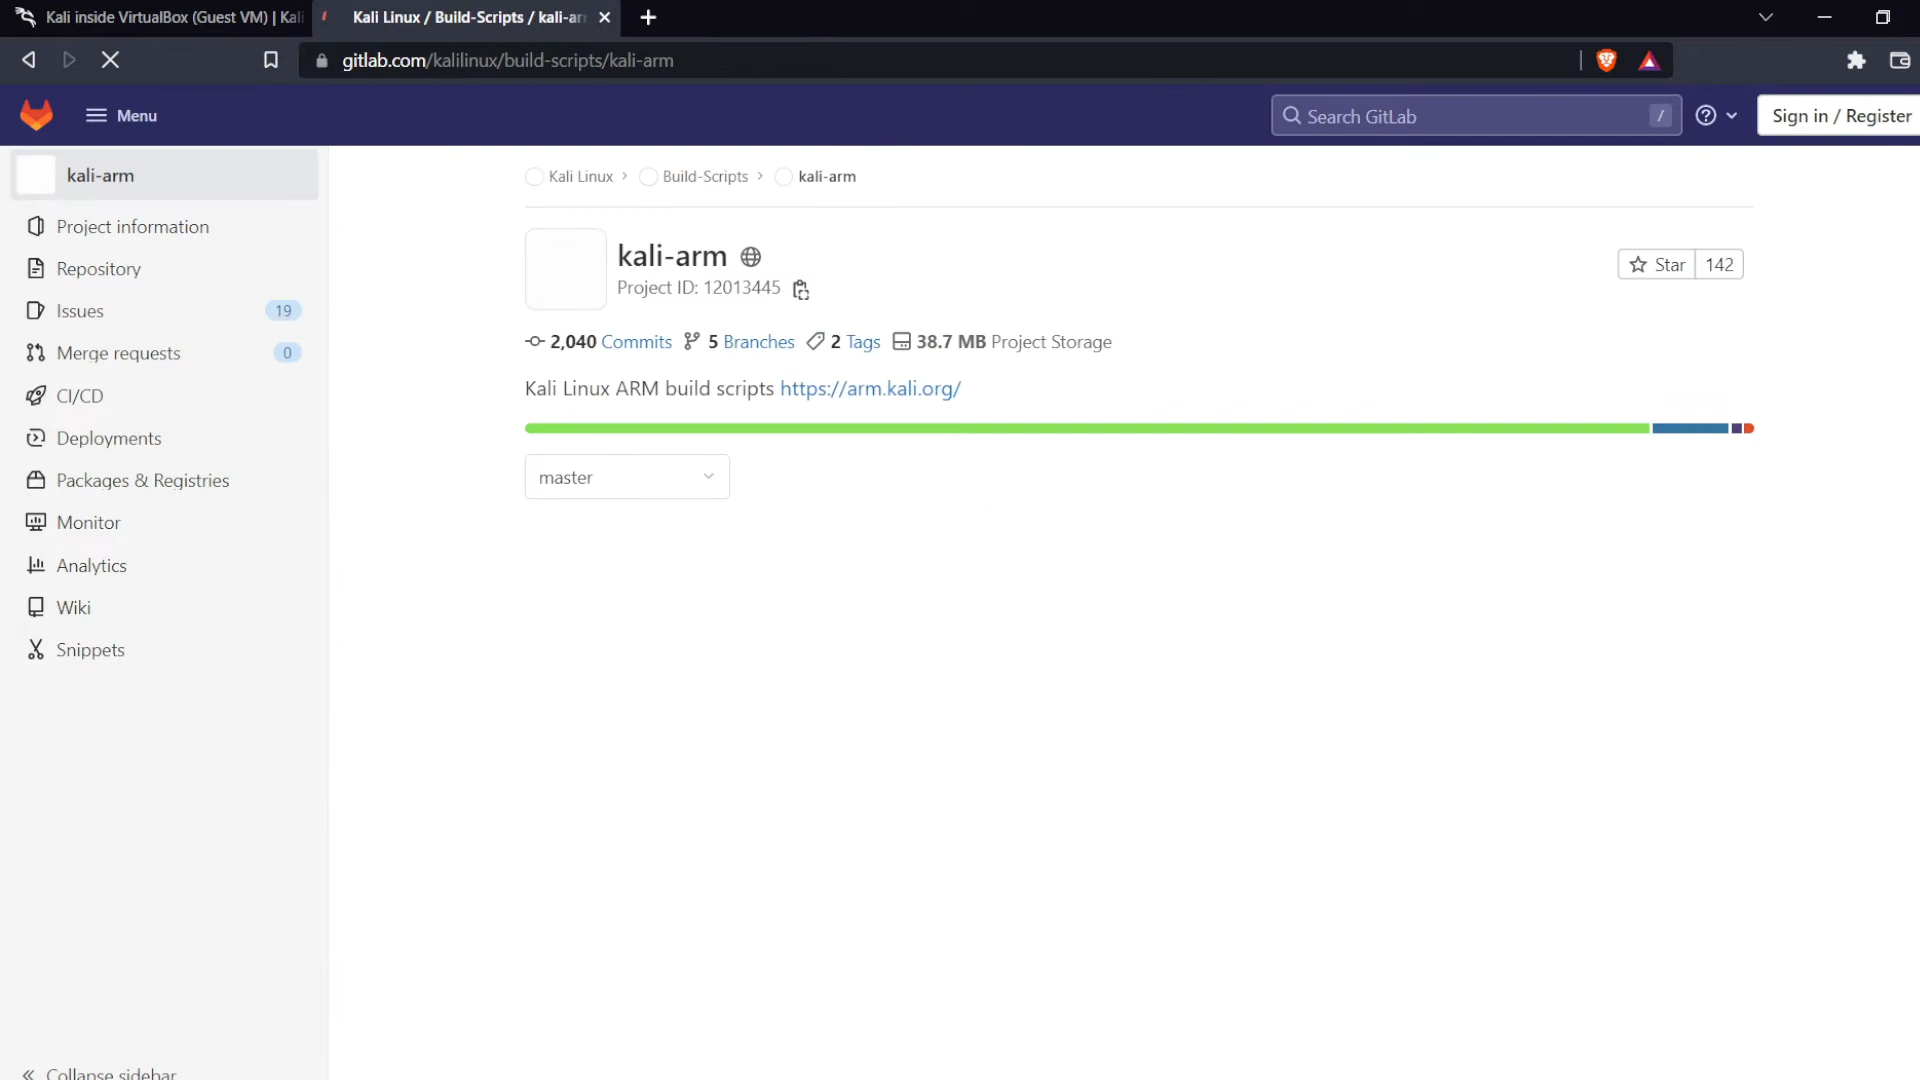 Kali inside VirtualBox (Guest VM) | Kali
Kali Linux / Build-Scripts / kali-arm
gitlab.com/kalilinux/build-scripts/kali-arm
Menu
Search GitLab
/
Sign in / Register
kali-arm
Project information
Repository
Issues 19
Merge requests 0
CI/CD
Deployments
Packages & Registries
Monitor
Analytics
Wiki
Snippets
Collapse sidebar
Kali Linux > Build-Scripts > kali-arm
kali-arm
Project ID: 12013445
Star 142
2,040 Commits 5 Branches 2 Tags 38.7 MB Project Storage
Kali Linux ARM build scripts https://arm.kali.org/
master